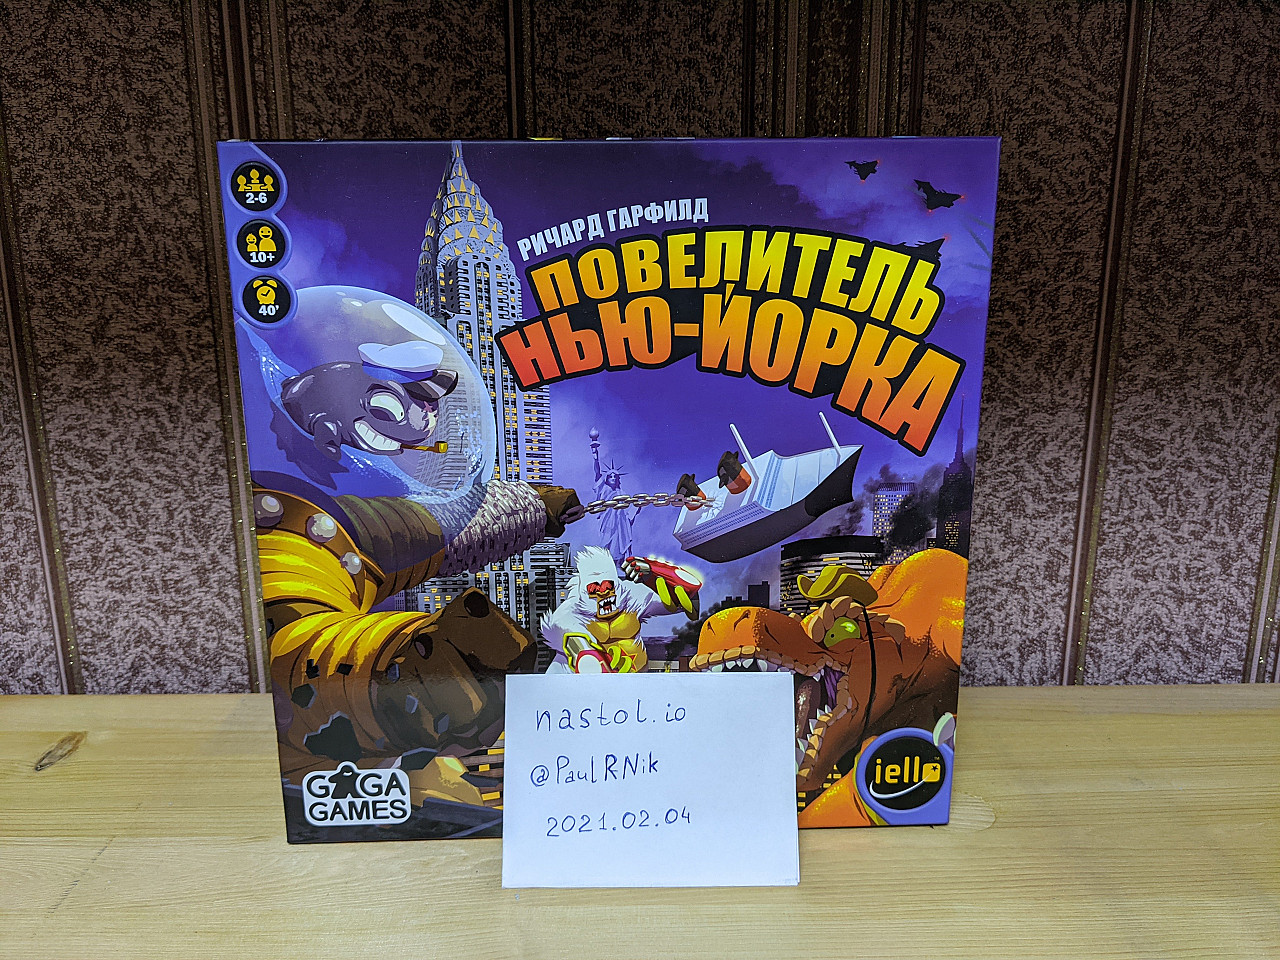 2-6
10+
40'
РИЧАРД ГАРФИЛД
ПОВЕЛИТЕЛЬ
НЬЮ-ЙОРКА
nastol.io
@PaulRNik
2021.02.04
GAGA
GAMES
iello